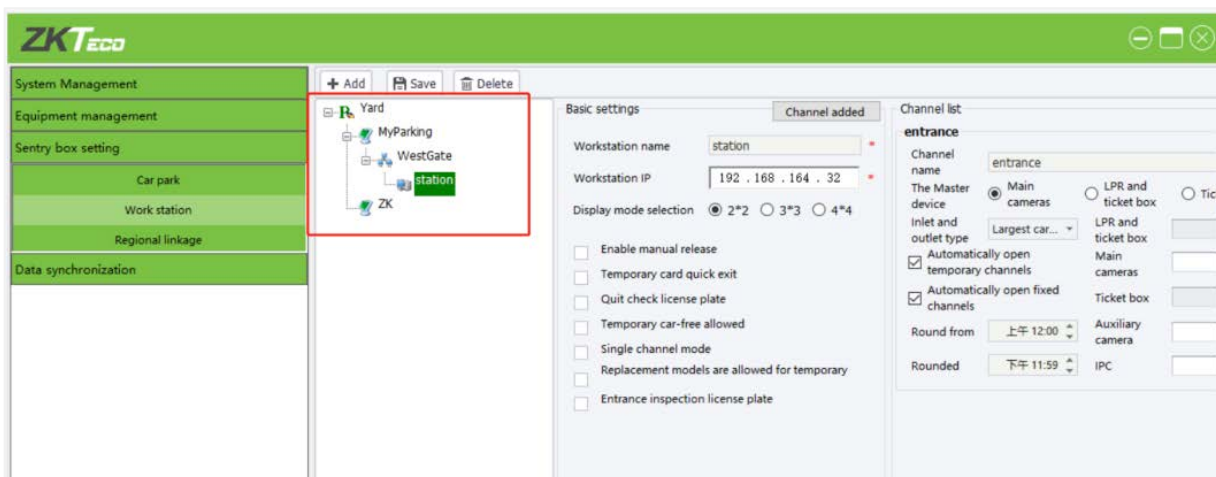 ZKTECO
System Management
Equipment management
Sentry box setting
Car park
Work station
Regional linkage
Data synchronization
Add
Save
Delete
Yard
MyParking
WestGate
station
ZK
Basic settings
Channel added
Workstation name
station
*
Workstation IP
192 . 168 . 164 . 32
*
Display mode selection
2*2
3*3
4*4
Enable manual release
Temporary card quick exit
Quit check license plate
Temporary car-free allowed
Single channel mode
Replacement models are allowed for temporary
Entrance inspection license plate
Channel list
entrance
Channel
name
entrance
The Master
device
Main
cameras
LPR and
ticket box
Tic
Inlet and
outlet type
Largest car...
LPR and
ticket box
Automatically open
temporary channels
Main
cameras
Automatically open fixed
channels
Ticket box
Round from
上午 12:00
Auxiliary
camera
Rounded
下午 11:59
IPC